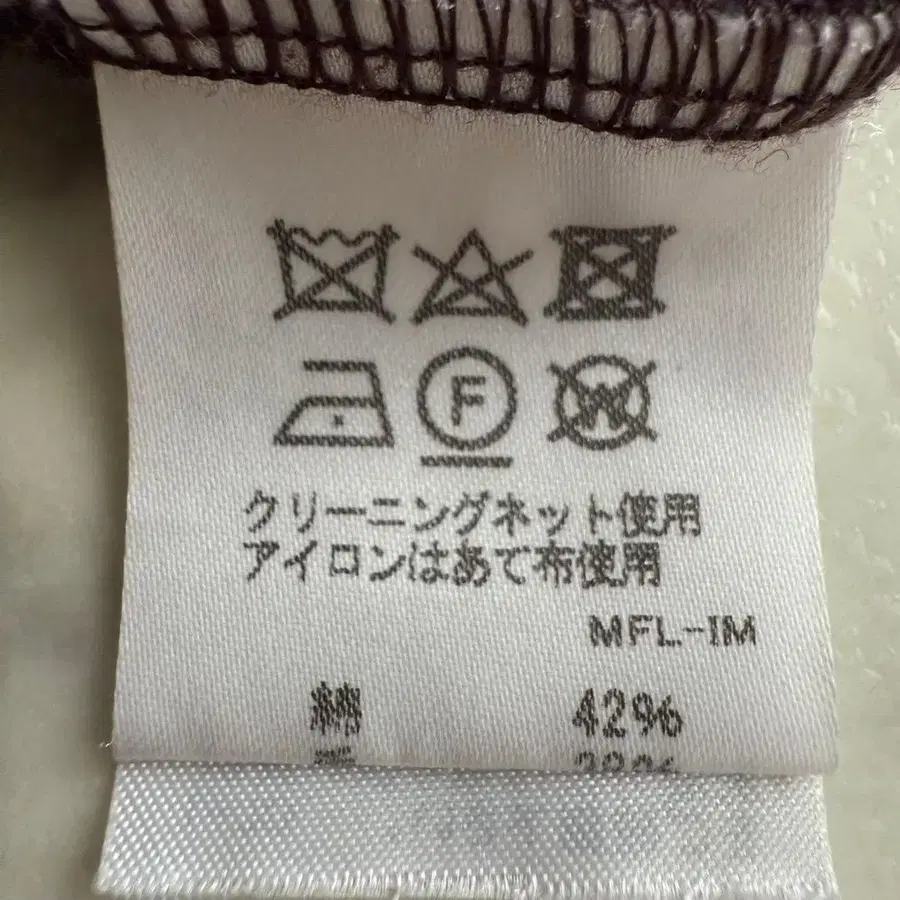 F
W
クリーニングネット使用
アイロンはあて布使用
MFL-IM
綿 42%